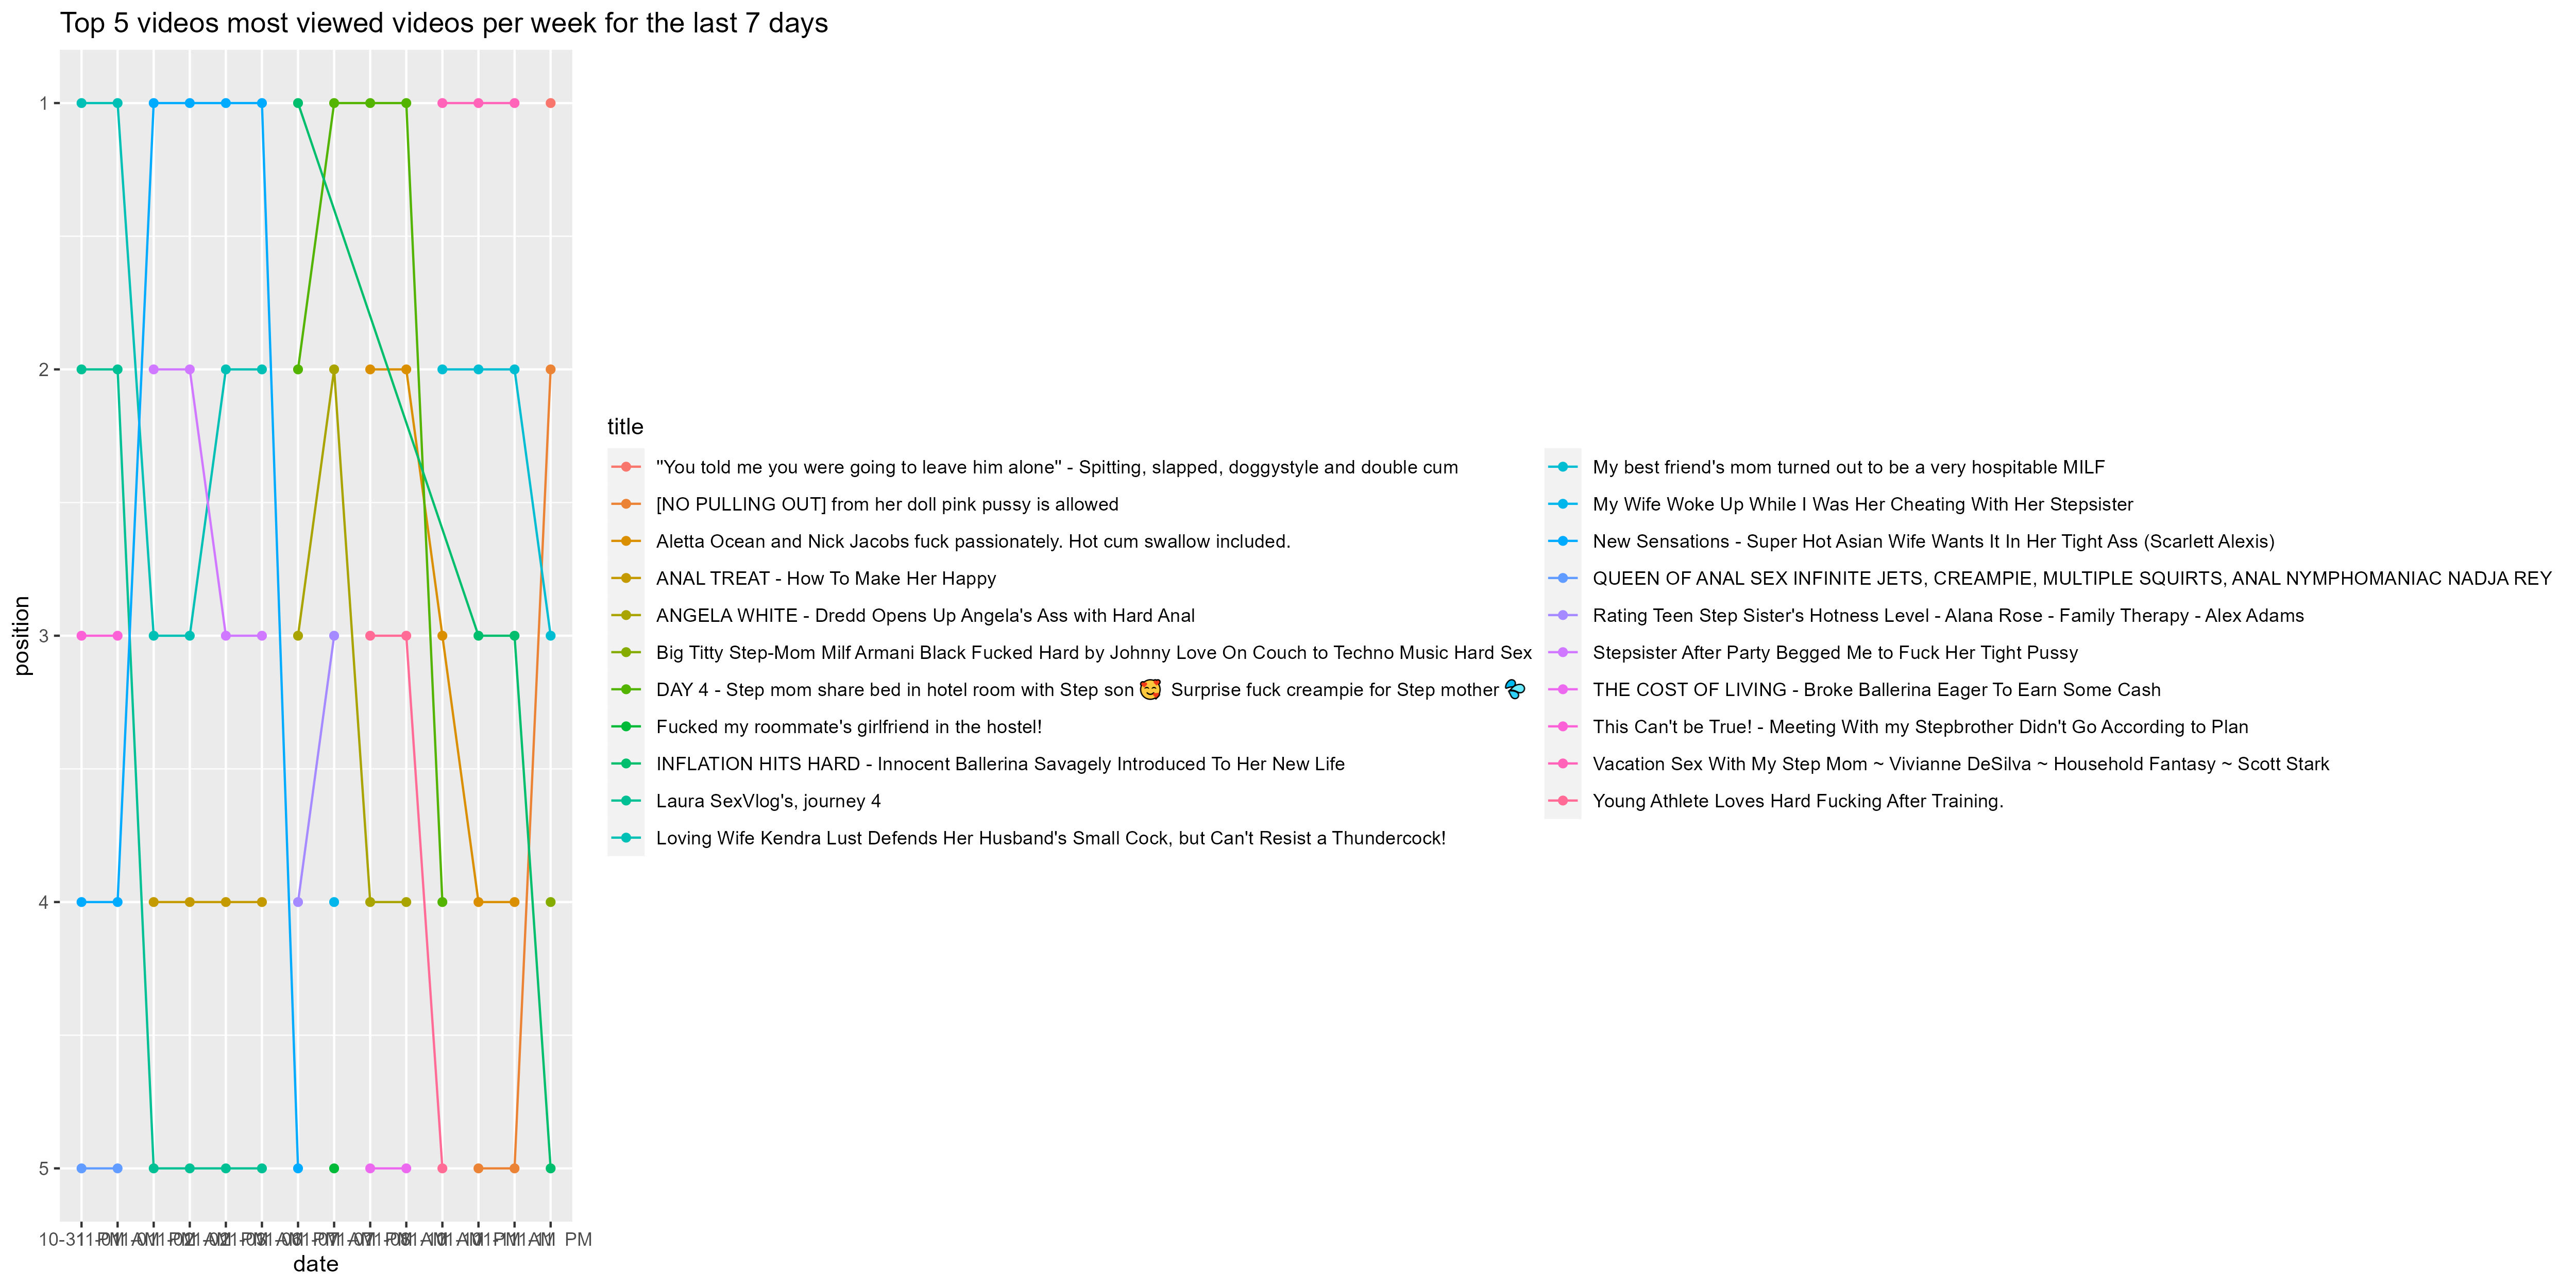 Top 5 videos most viewed videos per week for the last 7 days
position
1
2
3
4
5
date
title
"You told me you were going to leave him alone" - Spitting, slapped, doggystyle and double cum
[NO PULLING OUT] from her doll pink pussy is allowed
Aletta Ocean and Nick Jacobs fuck passionately. Hot cum swallow included.
ANAL TREAT - How To Make Her Happy
ANGELA WHITE - Dredd Opens Up Angela's Ass with Hard Anal
Big Titty Step-Mom Milf Armani Black Fucked Hard by Johnny Love On Couch to Techno Music Hard Sex
DAY 4 - Step mom share bed in hotel room with Step son 🥰 Surprise fuck creampie for Step mother 💦
Fucked my roommate's girlfriend in the hostel!
INFLATION HITS HARD - Innocent Ballerina Savagely Introduced To Her New Life
Laura SexVlog's, journey 4
Loving Wife Kendra Lust Defends Her Husband's Small Cock, but Can't Resist a Thundercock!
My best friend's mom turned out to be a very hospitable MILF
My Wife Woke Up While I Was Her Cheating With Her Stepsister
New Sensations - Super Hot Asian Wife Wants It In Her Tight Ass (Scarlett Alexis)
QUEEN OF ANAL SEX INFINITE JETS, CREAMPIE, MULTIPLE SQUIRTS, ANAL NYMPHOMANIAC NADJA REY
Rating Teen Step Sister's Hotness Level - Alana Rose - Family Therapy - Alex Adams
Stepsister After Party Begged Me to Fuck Her Tight Pussy
THE COST OF LIVING - Broke Ballerina Eager To Earn Some Cash
This Can't be True! - Meeting With my Stepbrother Didn't Go According to Plan
Vacation Sex With My Step Mom ~ Vivianne DeSilva ~ Household Fantasy ~ Scott Stark
Young Athlete Loves Hard Fucking After Training.